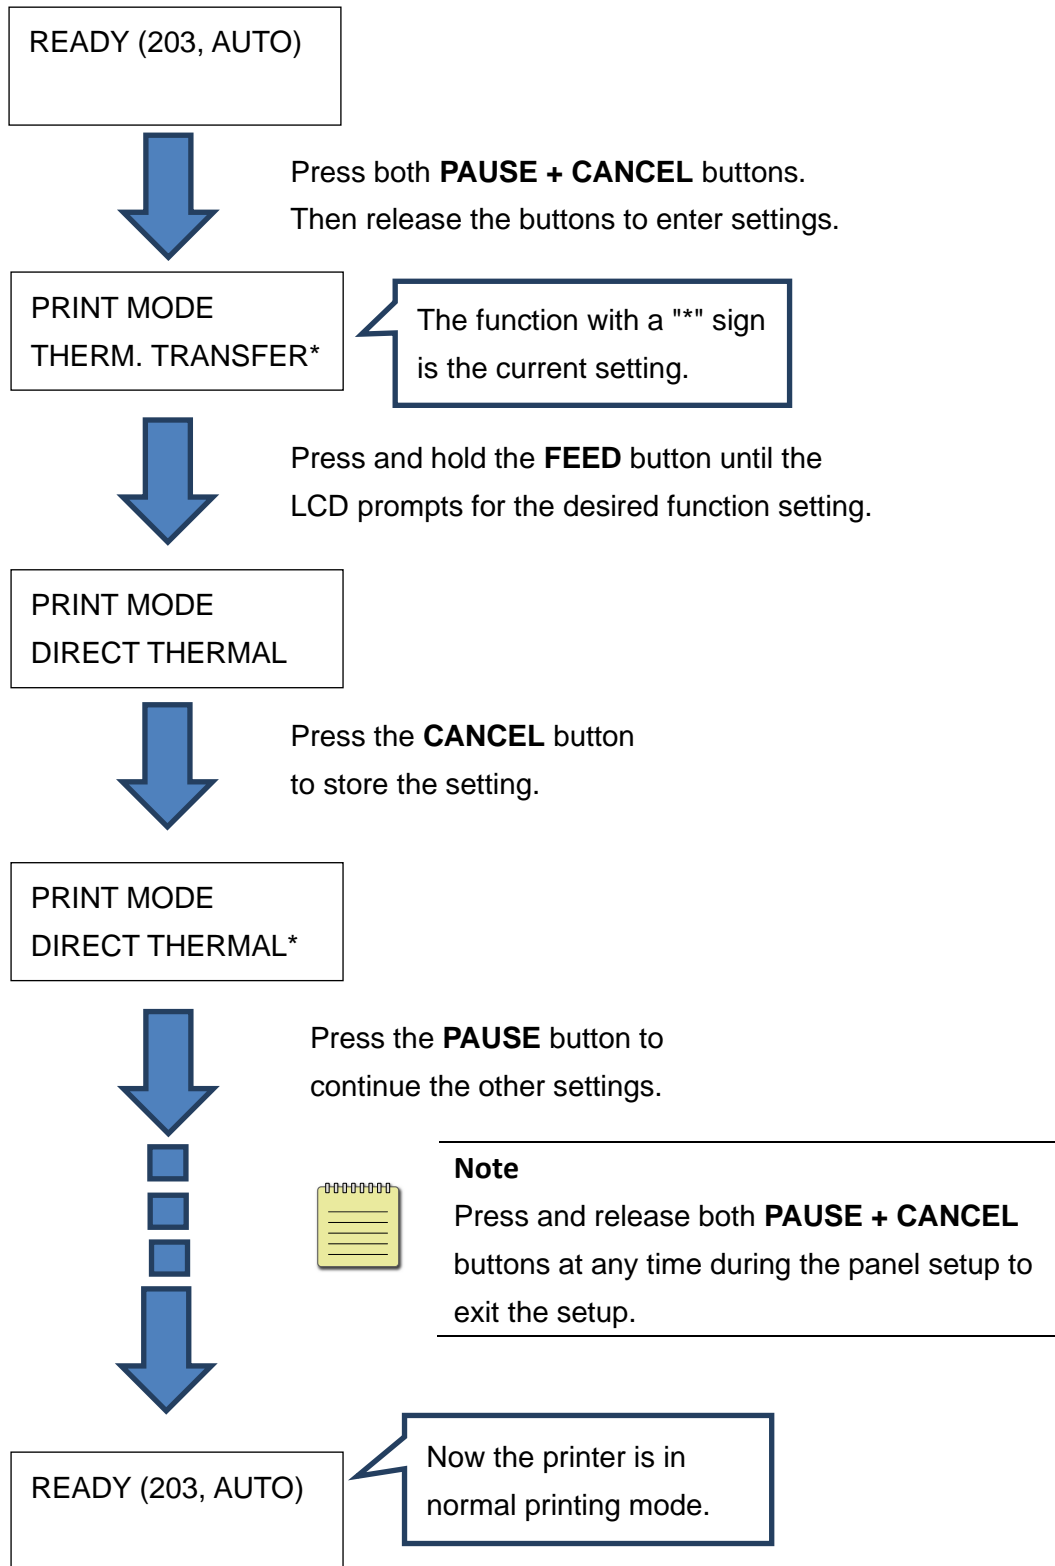 READY (203, AUTO)
Press both PAUSE + CANCEL buttons.
Then release the buttons to enter settings.
PRINT MODE
THERM. TRANSFER*
The function with a "*" sign
is the current setting.
Press and hold the FEED button until the
LCD prompts for the desired function setting.
PRINT MODE
DIRECT THERMAL
Press the CANCEL button
to store the setting.
PRINT MODE
DIRECT THERMAL*
Press the PAUSE button to
continue the other settings.
Note
Press and release both PAUSE + CANCEL
buttons at any time during the panel setup to
exit the setup.
Now the printer is in
normal printing mode.
READY (203, AUTO)